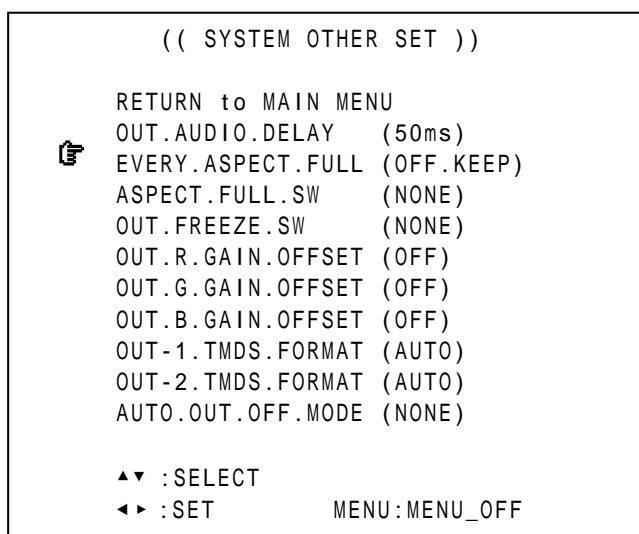 (( SYSTEM OTHER SET ))
RETURN to MAIN MENU
OUT.AUDIO.DELAY (50ms)
EVERY.ASPECT.FULL (OFF.KEEP)
ASPECT.FULL.SW (NONE)
OUT.FREEZE.SW (NONE)
OUT.R.GAIN.OFFSET (OFF)
OUT.G.GAIN.OFFSET (OFF)
OUT.B.GAIN.OFFSET (OFF)
OUT-1.TMDS.FORMAT (AUTO)
OUT-2.TMDS.FORMAT (AUTO)
AUTO.OUT.OFF.MODE (NONE)
▲▼ :SELECT
◄► :SET MENU:MENU_OFF